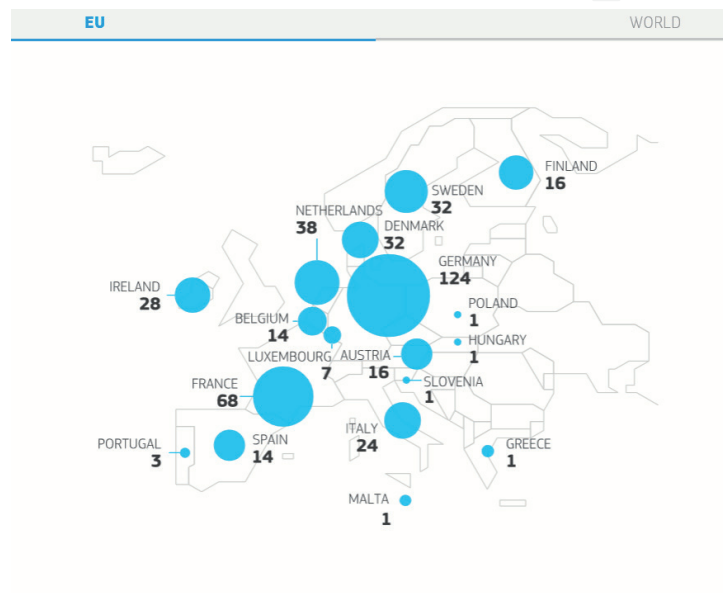 EU
WORLD
FINLAND
16
SWEDEN
32
NETHERLANDS
38
DENMARK
32
GERMANY
124
IRELAND
28
POLAND
1
BELGIUM
14
HUNGARY
1
LUXEMBOURG
7
AUSTRIA
16
SLOVENIA
1
FRANCE
68
ITALY
24
PORTUGAL
3
SPAIN
14
GREECE
1
MALTA
1